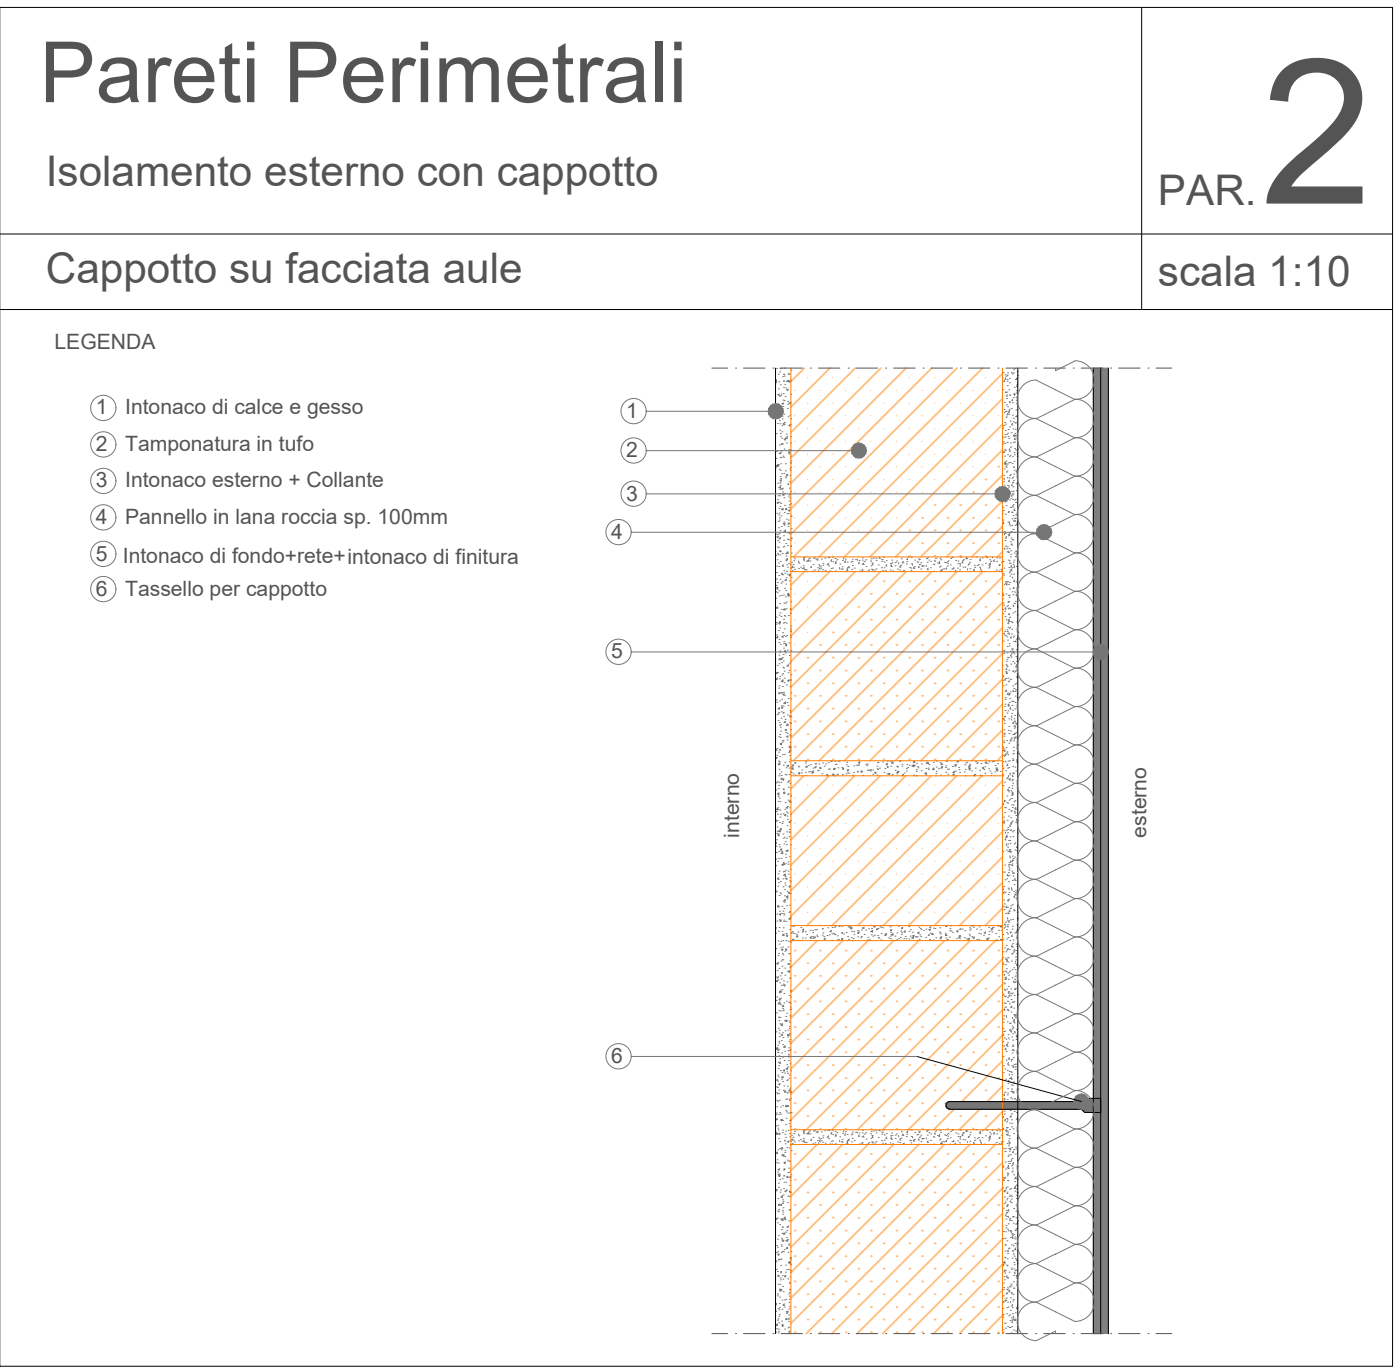 Pareti Perimetrali
Isolamento esterno con cappotto
PAR. 2
Cappotto su facciata aule
scala 1:10
LEGENDA
1 Intonaco di calce e gesso
2 Tamponatura in tufo
3 Intonaco esterno + Collante
4 Pannello in lana roccia sp. 100mm
5 Intonaco di fondo+rete+intonaco di finitura
6 Tassello per cappotto
1
2
3
4
5
interno
esterno
6